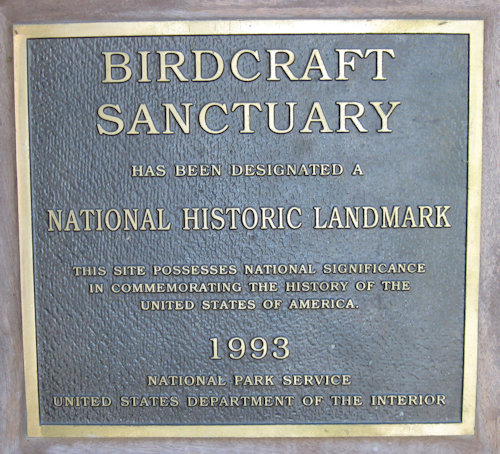 BIRDCRAFT
SANCTUARY
HAS BEEN DESIGNATED A
NATIONAL HISTORIC LANDMARK
THIS SITE POSSESSES NATIONAL SIGNIFICANCE
IN COMMEMORATING THE HISTORY OF THE
UNITED STATES OF AMERICA.
1993
NATIONAL PARK SERVICE
UNITED STATES DEPARTMENT OF THE INTERIOR